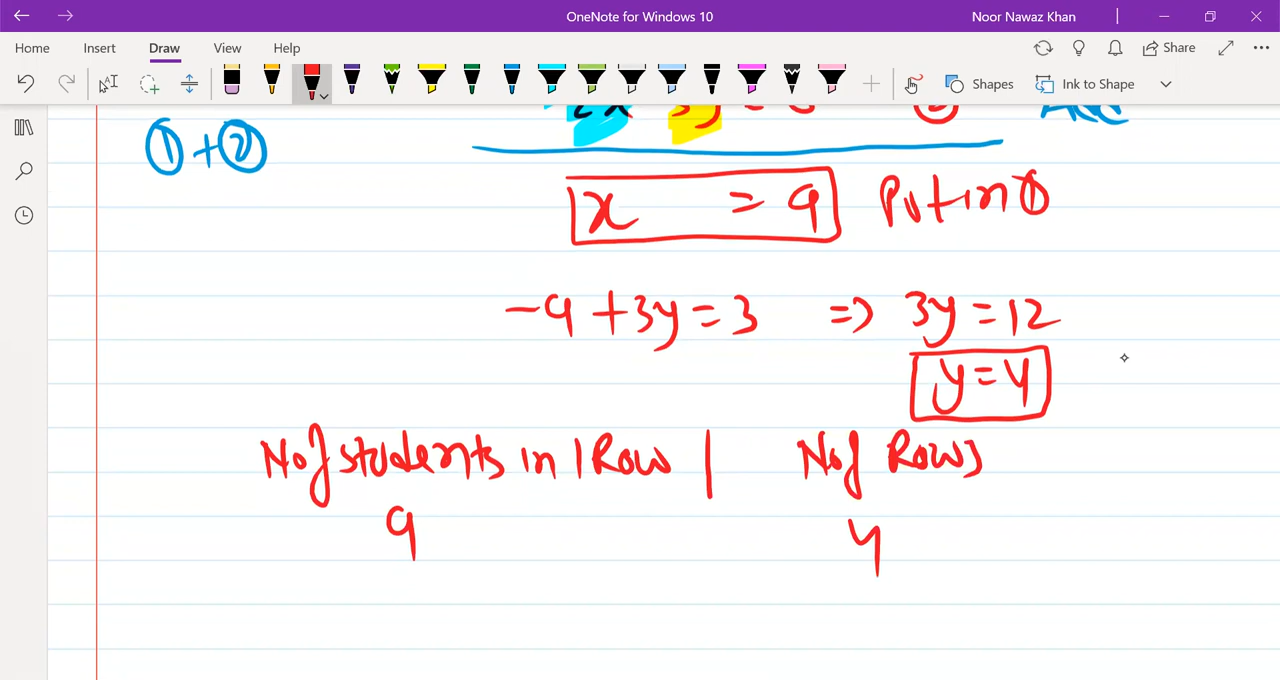 OneNote for Windows 10
Noor Nawaz Khan
Home Insert Draw View Help
Share
Shapes
Ink to Shape
① + ②
x = 9 Put in ①
-9 + 3y = 3 => 3y = 12
y = 4
No of students in 1 Row | No of Rows
9 4